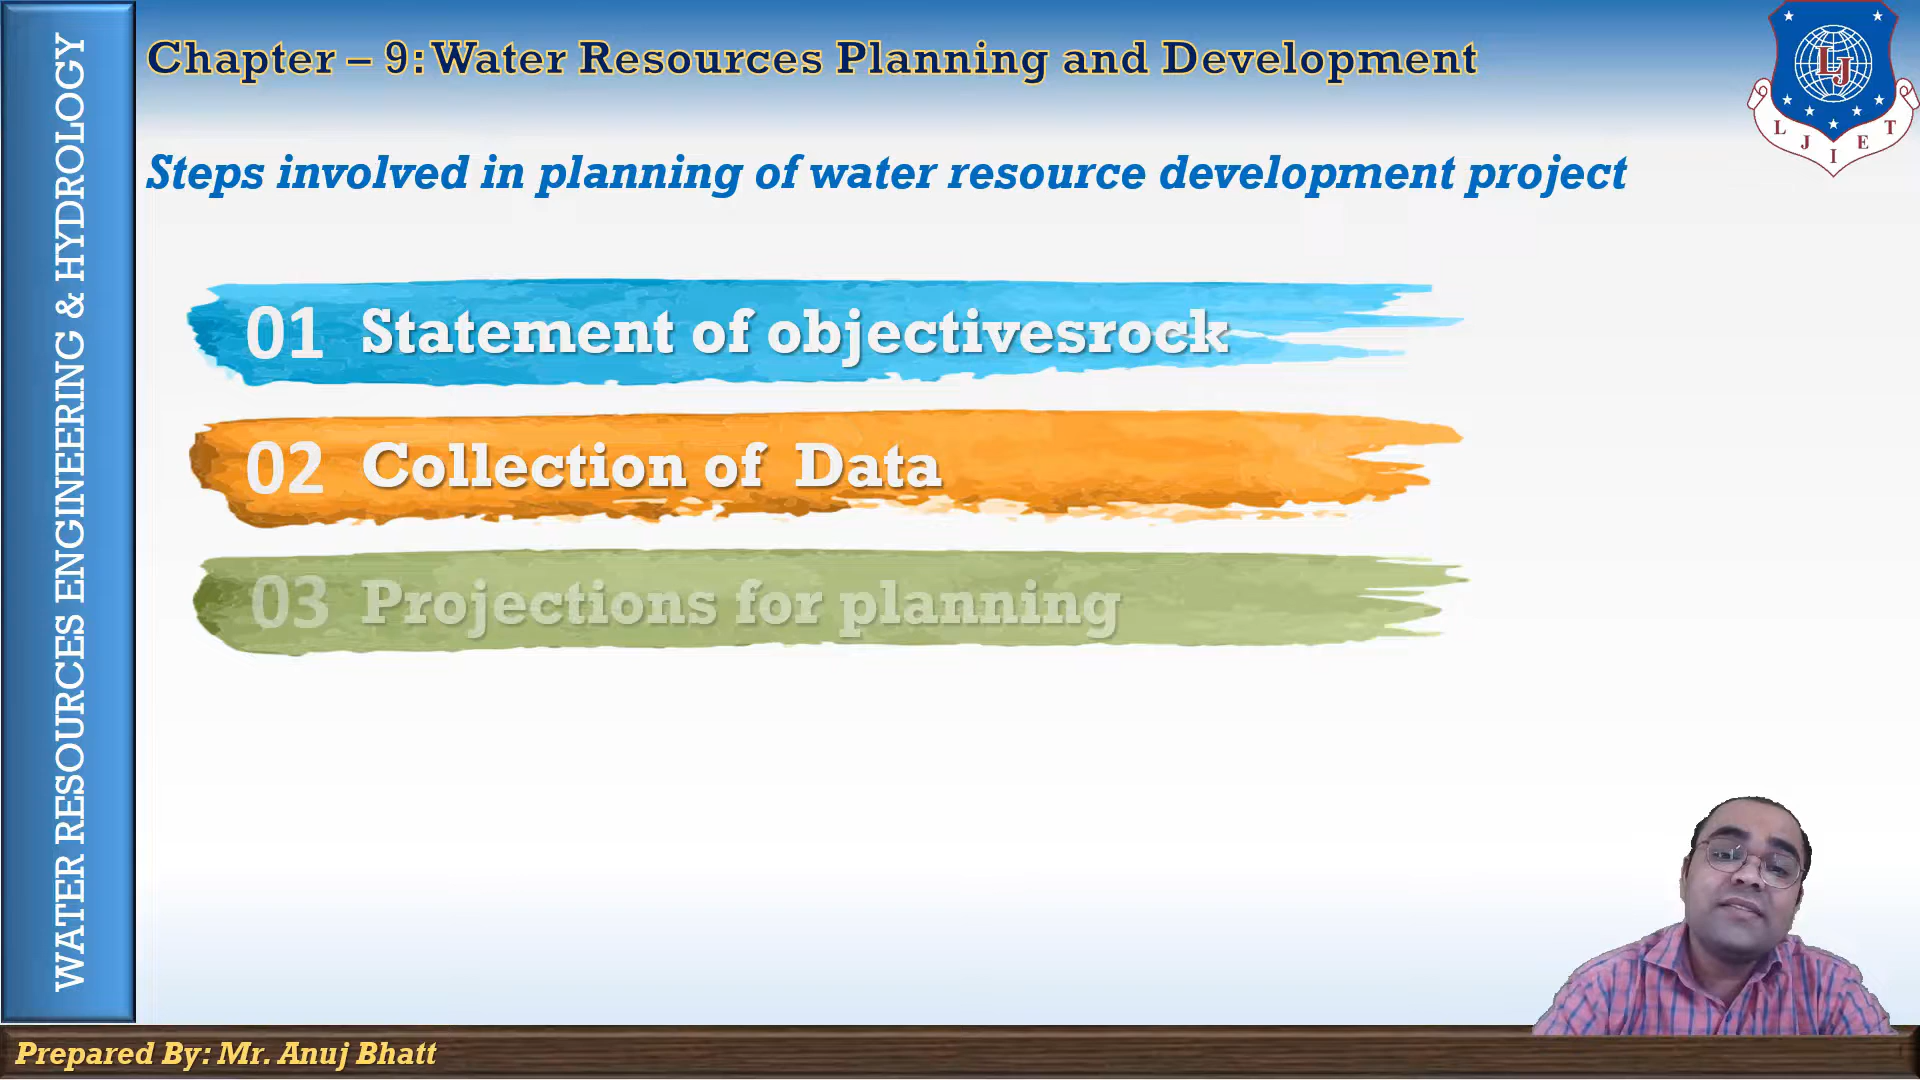 Chapter – 9: Water Resources Planning and Development
Steps involved in planning of water resource development project
01 Statement of objectivesrock
02 Collection of Data
03 Projections for planning
WATER RESOURCES ENGINEERING & HYDROLOGY
LJ
L J I E T
Prepared By: Mr. Anuj Bhatt